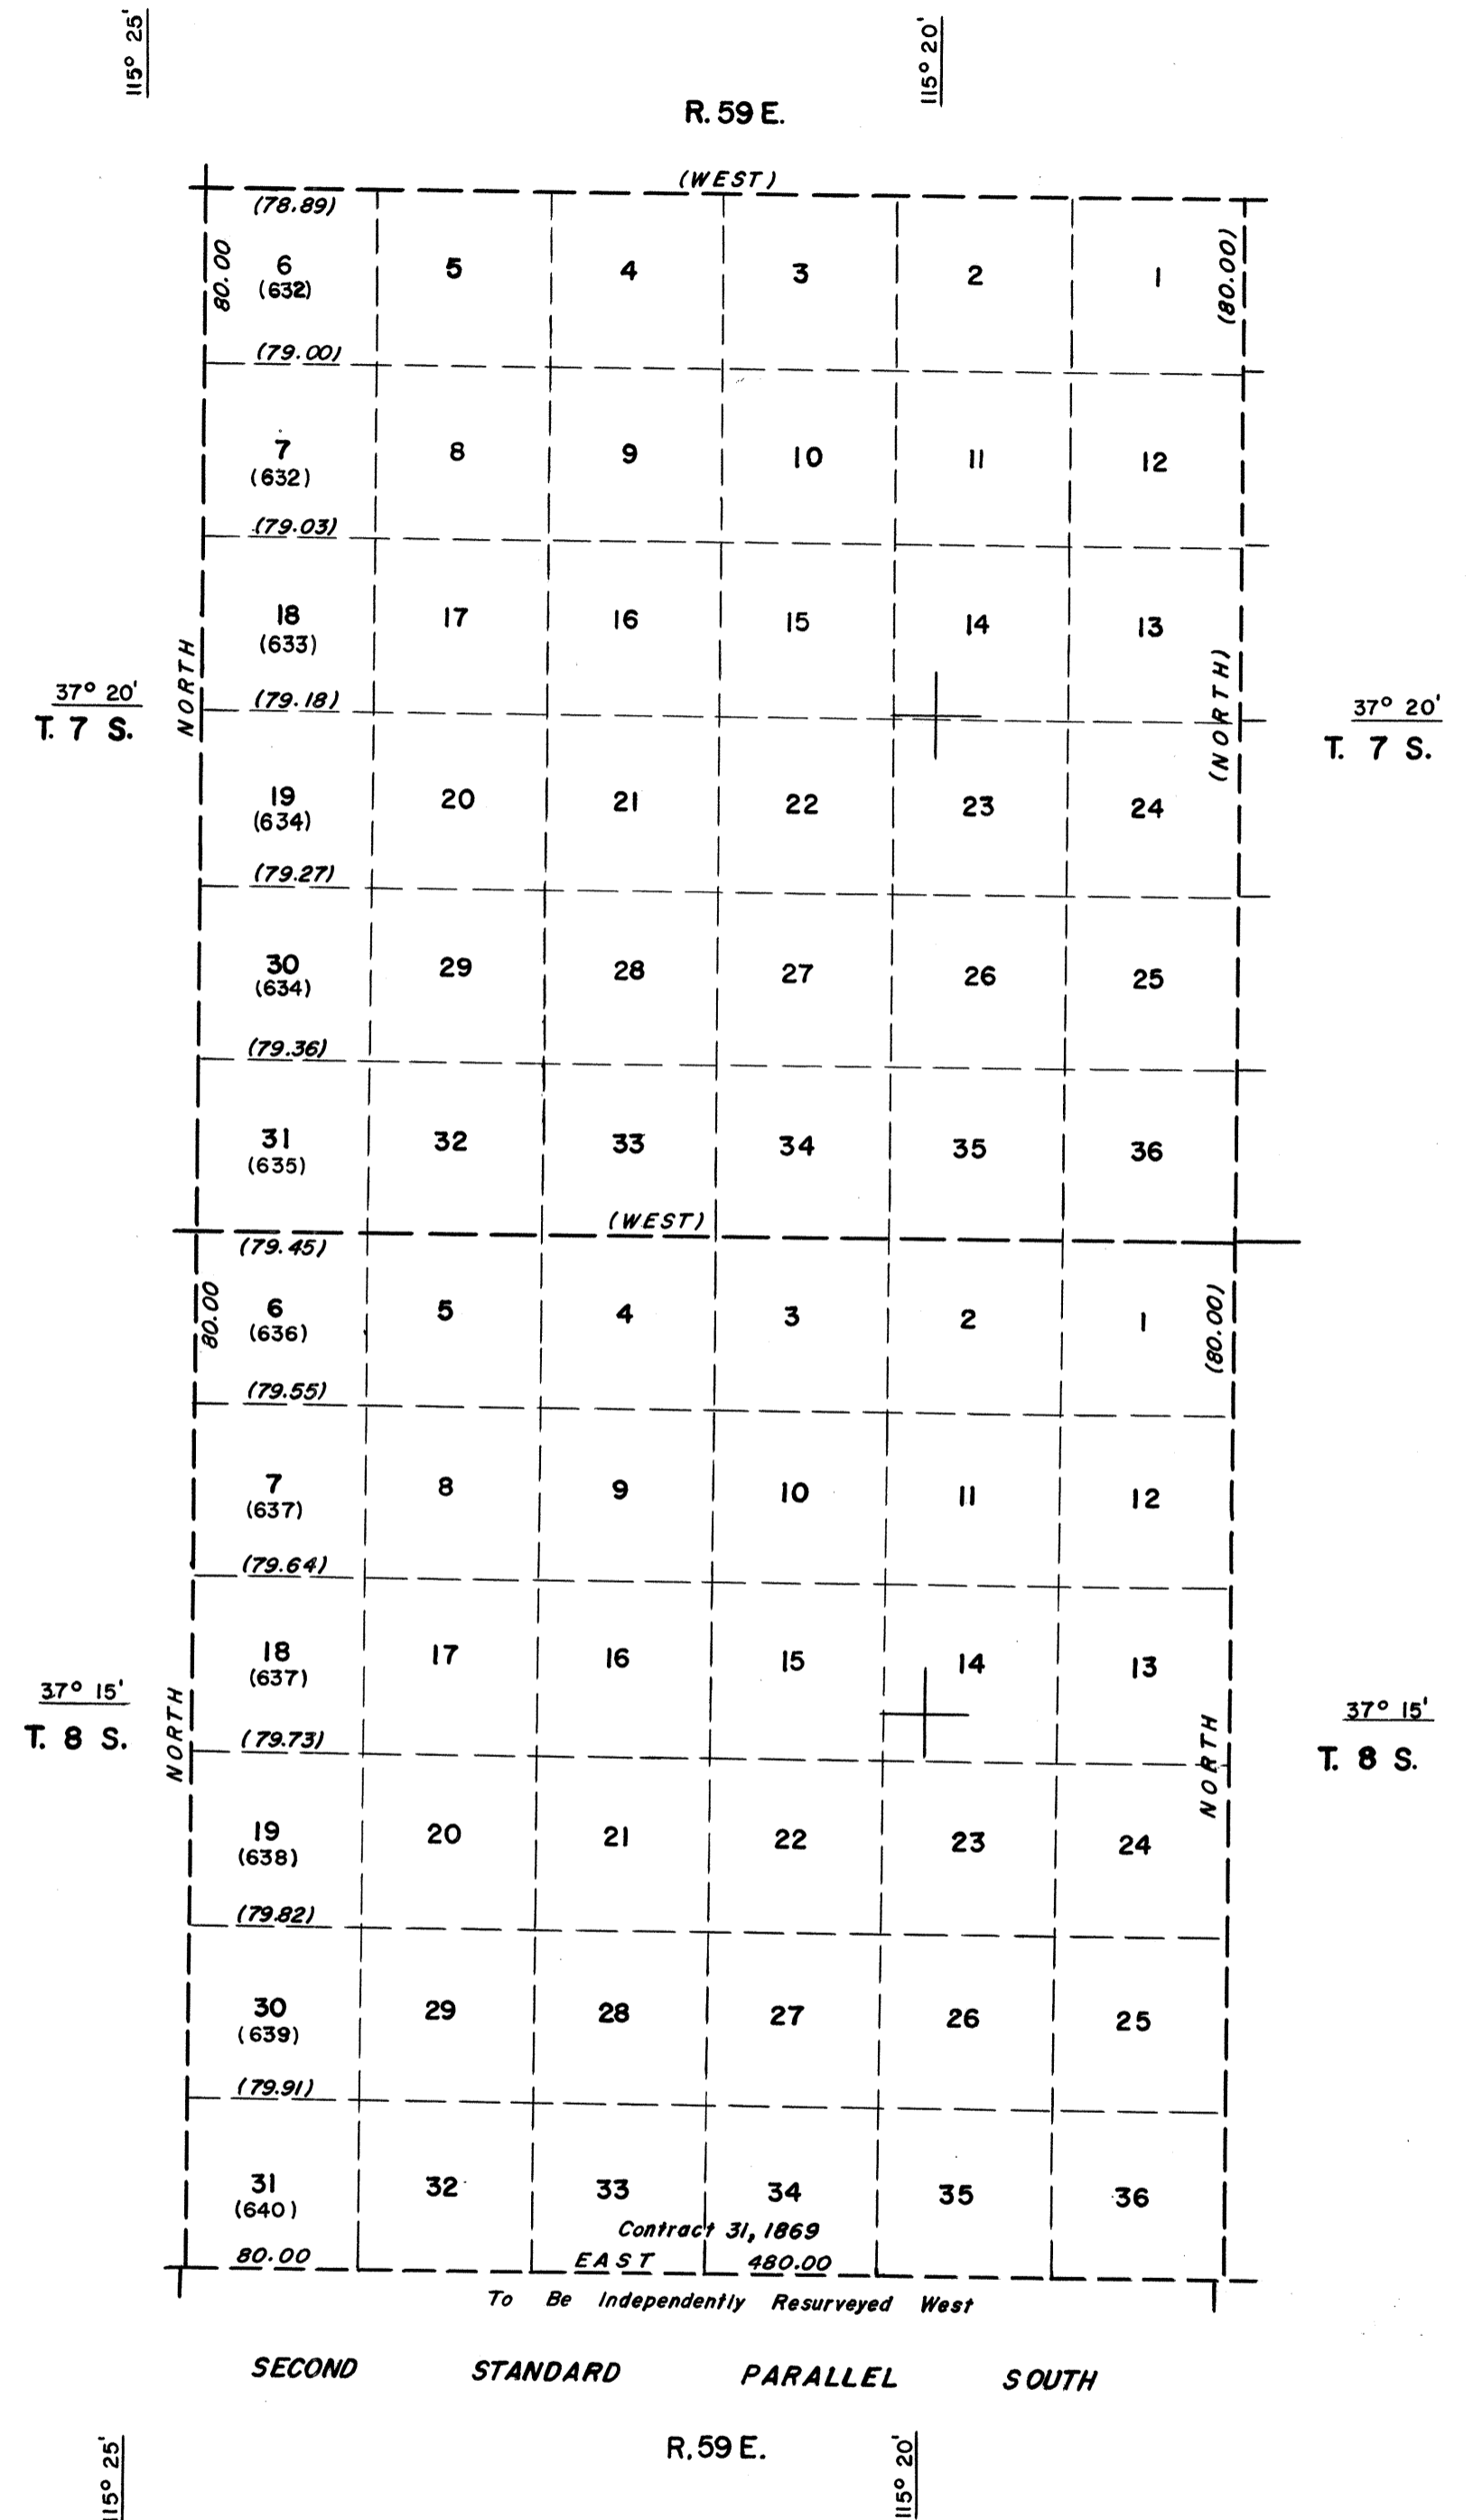 115° 25'
115° 20'
R. 59 E.
(WEST)
(78.89)
80.00
6 5 4 3 2 1
(632)
(80.00)
(79.00)
7 8 9 10 11 12
(632)
(79.03)
18 17 16 15 14 13
(633)
NORTH
(NORTH)
37° 20'
T. 7 S.
(79.18)
37° 20'
T. 7 S.
19 20 21 22 23 24
(634)
(79.27)
30 29 28 27 26 25
(634)
(79.36)
31 32 33 34 35 36
(635)
(WEST)
(79.45)
80.00
6 5 4 3 2 1
(636)
(80.00)
(79.55)
7 8 9 10 11 12
(637)
(79.64)
18 17 16 15 14 13
(637)
37° 15'
T. 8 S.
NORTH
(79.73)
NORTH
37° 15'
T. 8 S.
19 20 21 22 23 24
(638)
(79.82)
30 29 28 27 26 25
(639)
(79.91)
31 32 33 34 35 36
(640)
Contract 31, 1869
80.00 EAST 480.00
To Be Independently Resurveyed West
SECOND STANDARD PARALLEL SOUTH
R. 59 E.
115° 25'
115° 20'